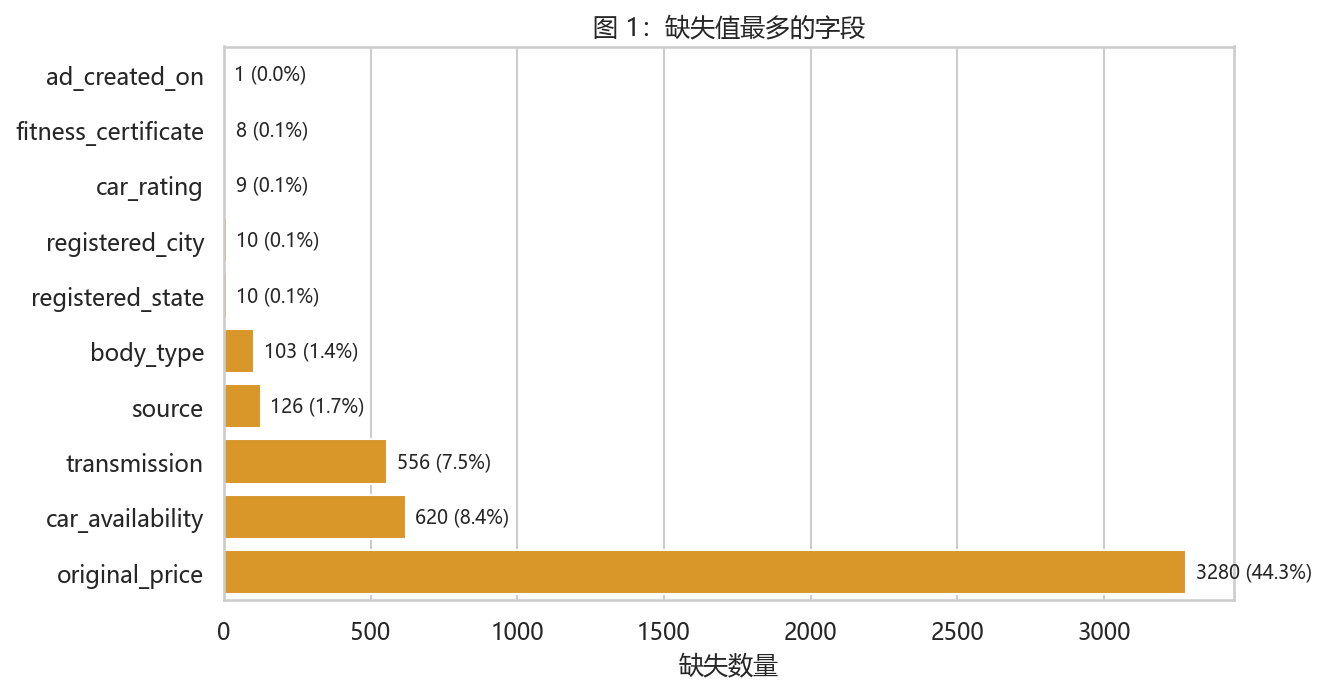 图 1：缺失值最多的字段
ad_created_on 1 (0.0%)
fitness_certificate 8 (0.1%)
car_rating 9 (0.1%)
registered_city 10 (0.1%)
registered_state 10 (0.1%)
body_type 103 (1.4%)
source 126 (1.7%)
transmission 556 (7.5%)
car_availability 620 (8.4%)
original_price 3280 (44.3%)
0 500 1000 1500 2000 2500 3000
缺失数量